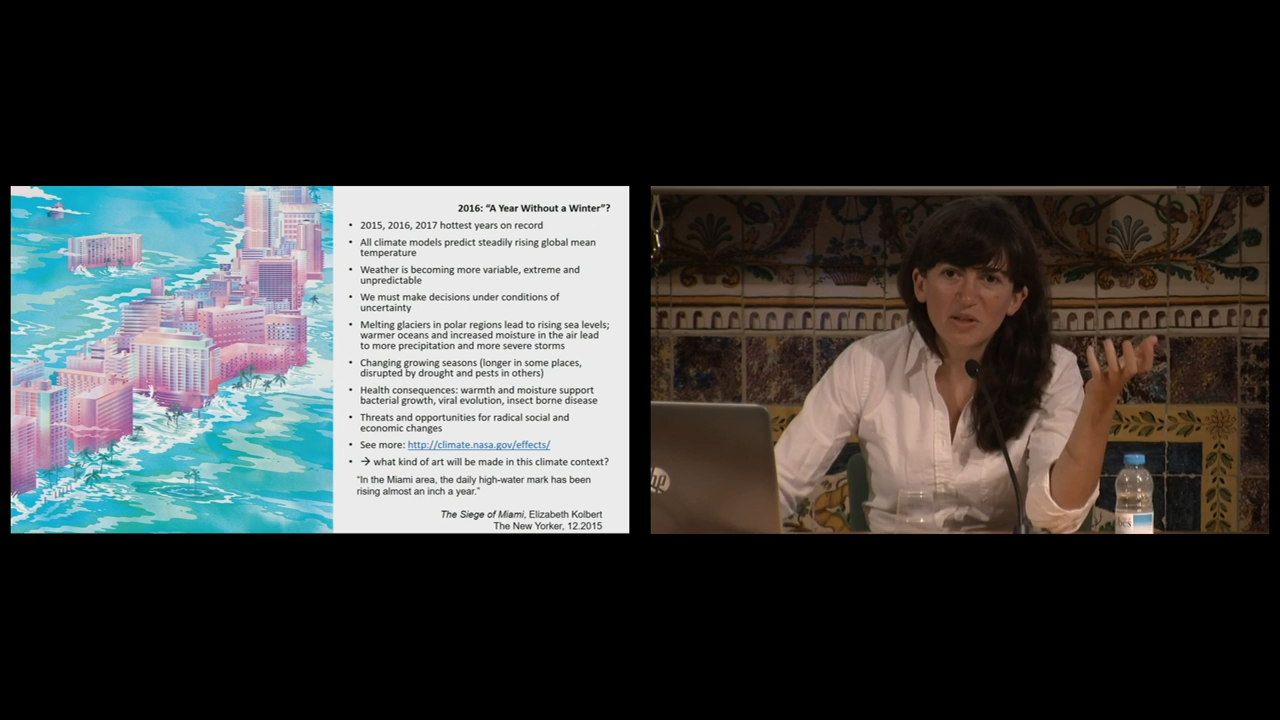 2016: “A Year Without a Winter”?
• 2015, 2016, 2017 hottest years on record
• All climate models predict steadily rising global mean
temperature
• Weather is becoming more variable, extreme and
unpredictable
• We must make decisions under conditions of
uncertainty
• Melting glaciers in polar regions lead to rising sea levels;
warmer oceans and increased moisture in the air lead
to more precipitation and more severe storms
• Changing growing seasons (longer in some places,
disrupted by drought and pests in others)
• Health consequences: warmth and moisture support
bacterial growth, viral evolution, insect borne disease
• Threats and opportunities for radical social and
economic changes
• See more: http://climate.nasa.gov/effects/
• → what kind of art will be made in this climate context?
“In the Miami area, the daily high-water mark has been
rising almost an inch a year.”
The Siege of Miami, Elizabeth Kolbert
The New Yorker, 12.2015
hp